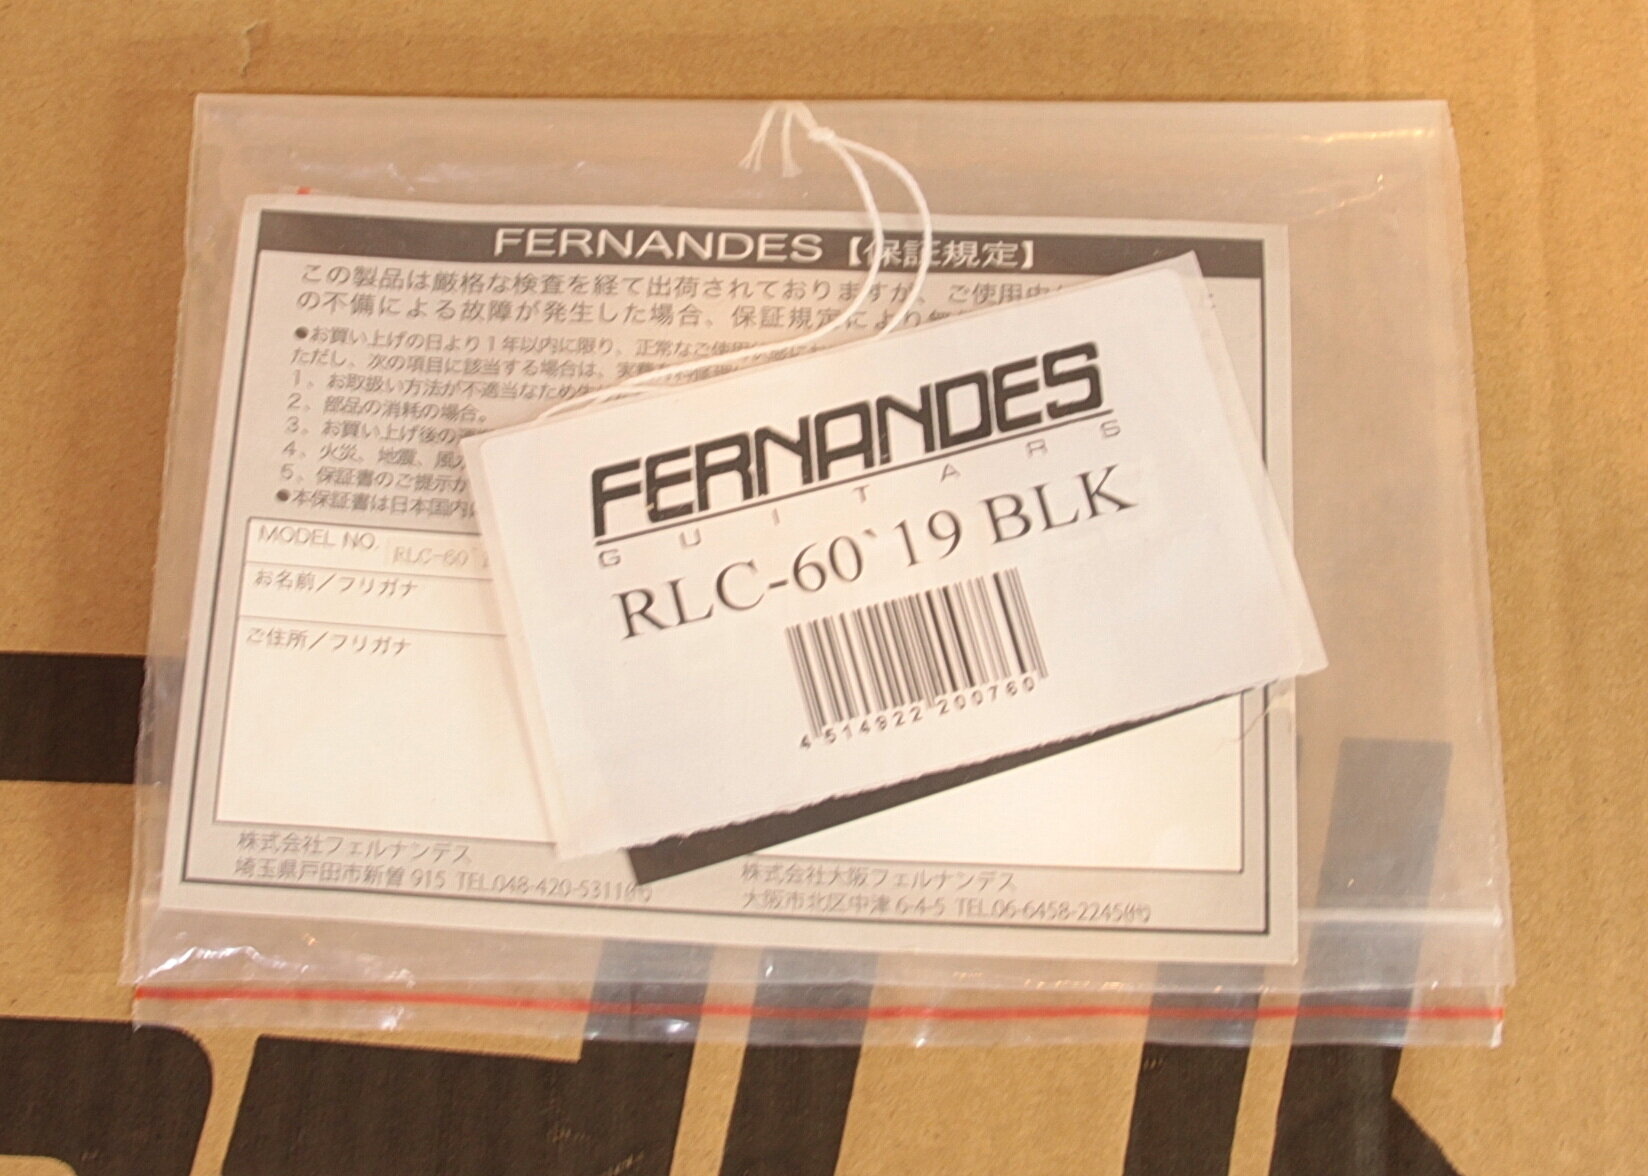 FERNANDES【保証規定】
この製品は厳格な検査を経て出荷されておりますが、ご使用中
の不備による故障が発生した場合、保証規定により
●お買い上げの日より1年以内に限り、正常なご使用状態に
ただし、次の項目に該当する場合は、実費
1、お取扱い方法が不適当なため
2、部品の消耗の場合。
3、お買い上げ後の
4、火災、地震、風
5、保証書のご提示が
●本保証書は日本国内
MODEL NO. RLC-60`
お名前/フリガナ
ご住所/フリガナ
株式会社フェルナンデス
埼玉県戸田市新曽 915 TEL.048-420-5311㈹
株式会社大阪フェルナンデス
大阪市北区中津 6-4-5 TEL.06-6458-2245㈹
FERNANDES
GUITARS
RLC-60`19 BLK
4 514922 200760